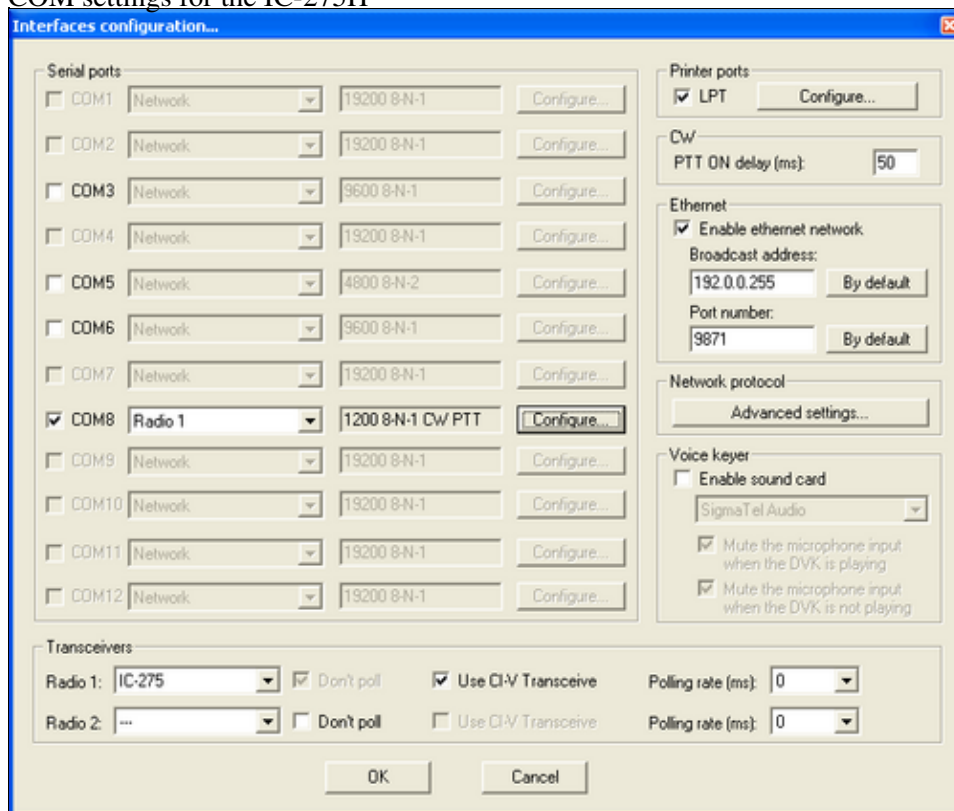 COM settings for the IC-275H
Interfaces configuration...
Serial ports
COM1 Network 19200 8-N-1 Configure...
COM2 Network 19200 8-N-1 Configure...
COM3 Network 9600 8-N-1 Configure...
COM4 Network 19200 8-N-1 Configure...
COM5 Network 4800 8-N-2 Configure...
COM6 Network 9600 8-N-1 Configure...
COM7 Network 19200 8-N-1 Configure...
COM8 Radio 1 1200 8-N-1 CW PTT Configure...
COM9 Network 19200 8-N-1 Configure...
COM10 Network 19200 8-N-1 Configure...
COM11 Network 19200 8-N-1 Configure...
COM12 Network 19200 8-N-1 Configure...
Printer ports
LPT Configure...
CW
PTT ON delay (ms): 50
Ethernet
Enable ethernet network
Broadcast address:
192.0.0.255 By default
Port number:
9871 By default
Network protocol
Advanced settings...
Voice keyer
Enable sound card
SigmaTel Audio
Mute the microphone input
when the DVK is playing
Mute the microphone input
when the DVK is not playing
Transceivers
Radio 1: IC-275 Don't poll Use CI-V Transceive Polling rate (ms): 0
Radio 2: --- Don't poll Use CI-V Transceive Polling rate (ms): 0
OK Cancel